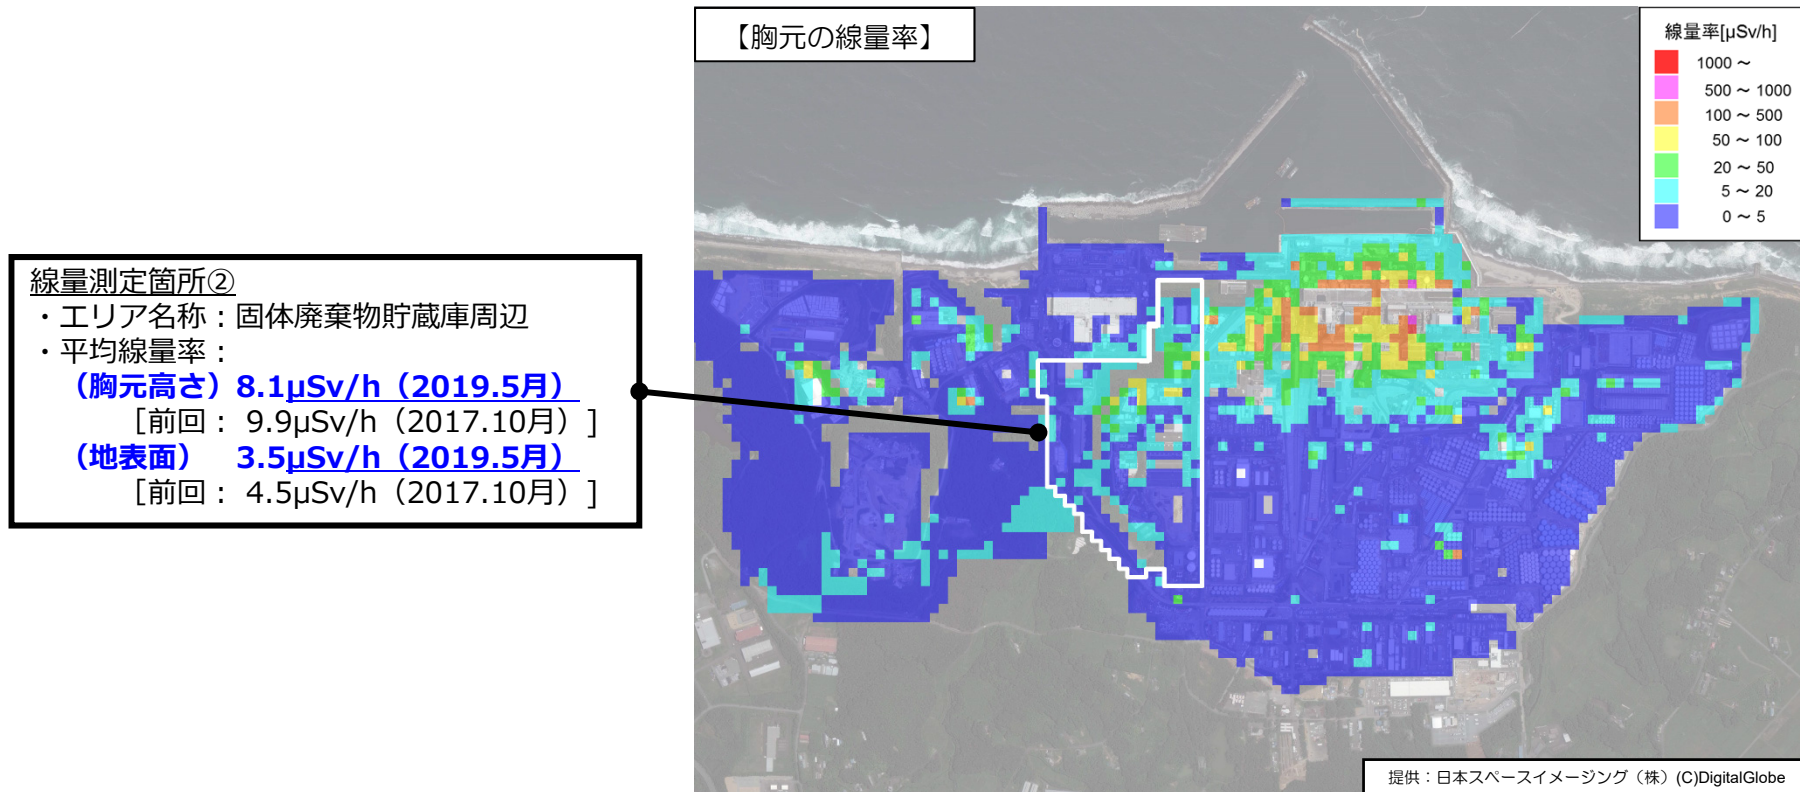 【胸元の線量率】
線量率[μSv/h]
1000 ～
500 ～ 1000
100 ～ 500
50 ～ 100
20 ～ 50
5 ～ 20
0 ～ 5
線量測定箇所②
・エリア名称：固体廃棄物貯蔵庫周辺
・平均線量率：
（胸元高さ）8.1μSv/h（2019.5月）
［前回： 9.9μSv/h（2017.10月）］
（地表面） 3.5μSv/h（2019.5月）
［前回： 4.5μSv/h（2017.10月）］
提供：日本スペースイメージング（株）(C)DigitalGlobe